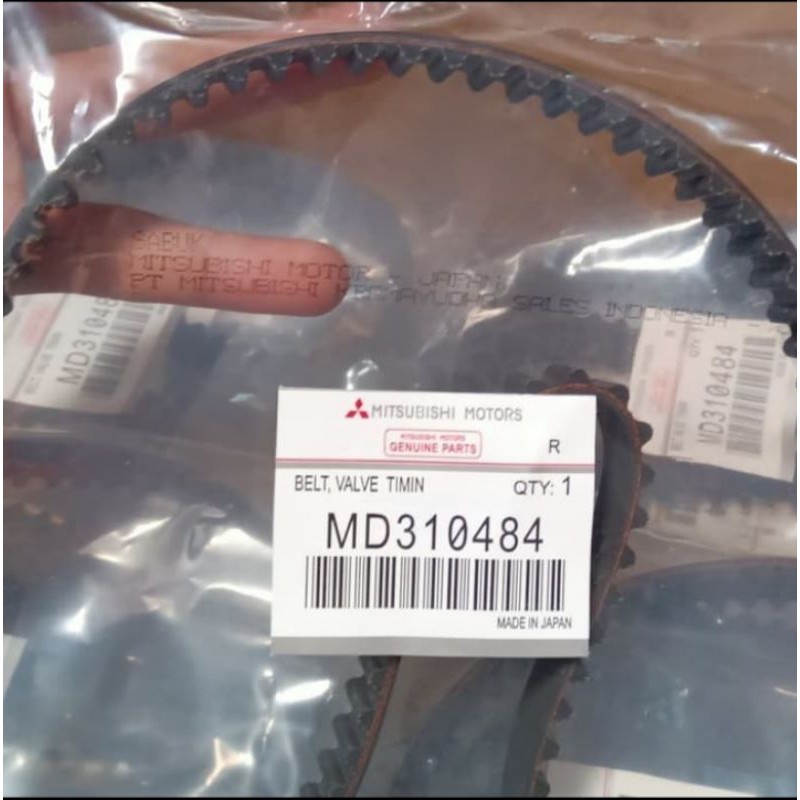 SABUK
MITSUBISHI MOTOR - JAPAN
PT MITSUBISHI KRAMAYUDHA SALES INDONESIA
MD310484
MD310484
MITSUBISHI MOTORS
MITSUBISHI MOTORS
GENUINE PARTS
R
BELT, VALVE TIMIN
QTY: 1
MD310484
MADE IN JAPAN